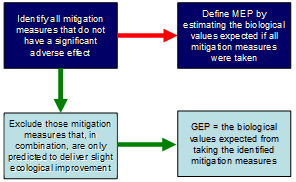 Identify all mitigation
measures that do not
have a significant
adverse effect
Define MEP by
estimating the biological
values expected if all
mitigation measures
were taken
Exclude those mitigation
measures that, in
combination, are only
predicted to deliver slight
ecological improvement
GEP = the biological
values expected from
taking the identified
mitigation measures